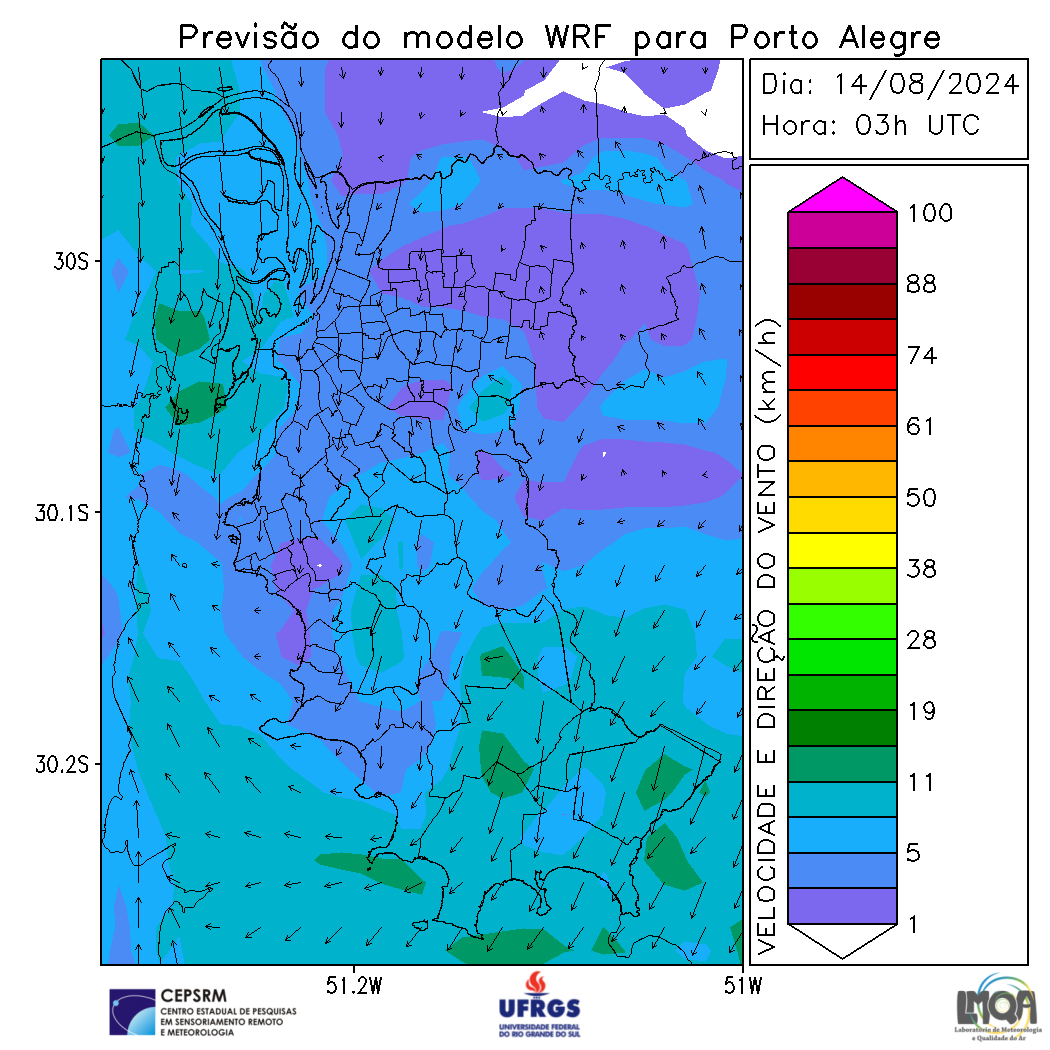 Previsão do modelo WRF para Porto Alegre
Dia: 14/08/2024
Hora: 03h UTC
30S
30.1S
30.2S
51.2W
51W
VELOCIDADE E DIREÇÃO DO VENTO (km/h)
100
88
74
61
50
38
28
19
11
5
1
CEPSRM
CENTRO ESTADUAL DE PESQUISAS
EM SENSORIAMENTO REMOTO
E METEOROLOGIA
UFRGS
UNIVERSIDADE FEDERAL
DO RIO GRANDE DO SUL
LMQA
Laboratório de Meteorologia
e Qualidade do Ar